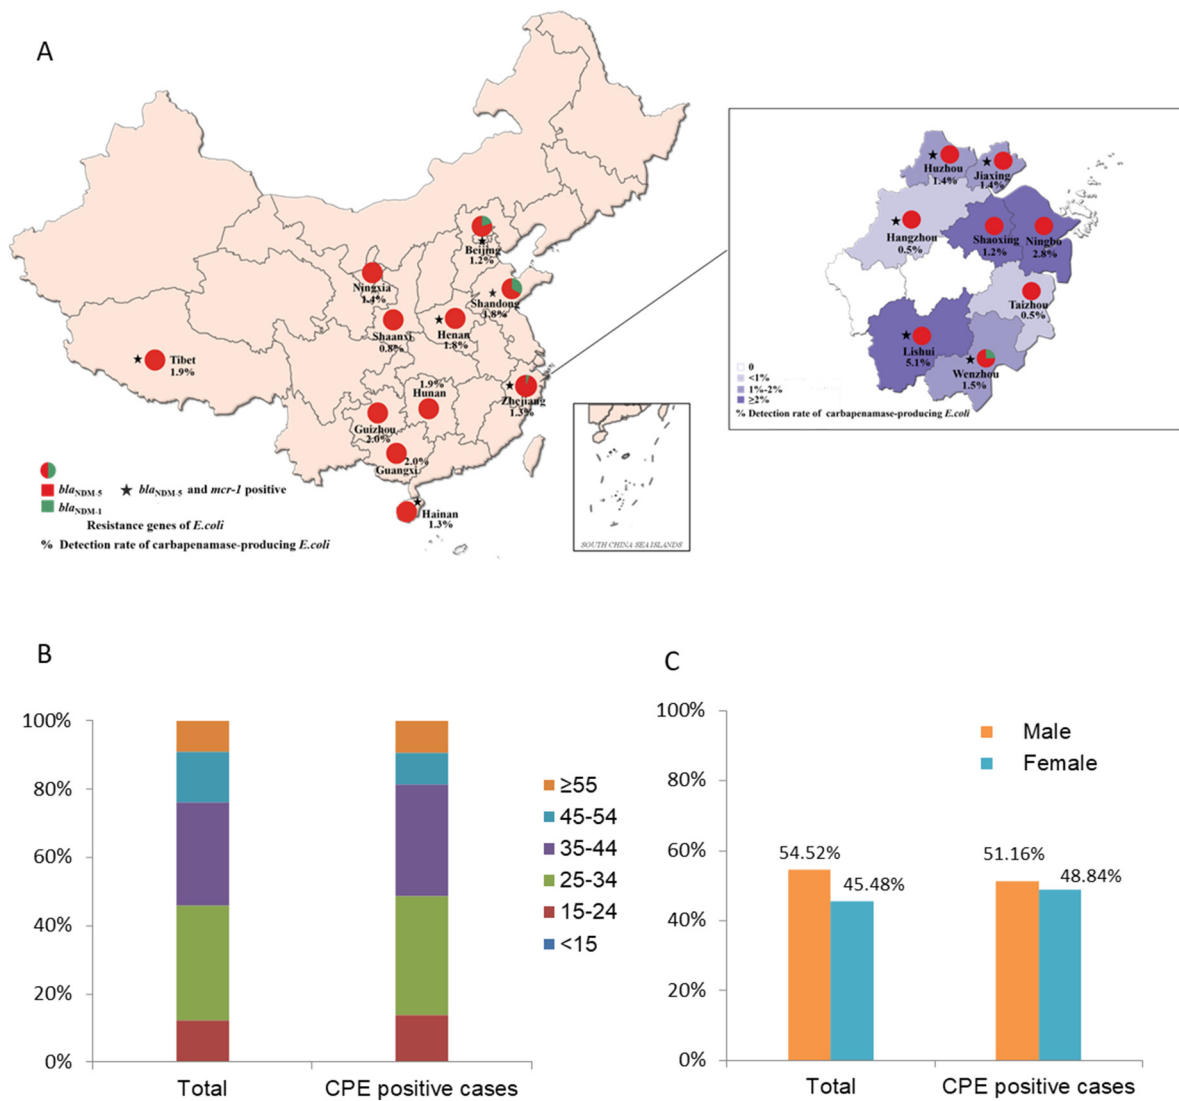 A
Beijing
1.2%
Ningxia
1.4%
Shandong
1.8%
Shaanxi
0.8%
Henan
1.8%
Tibet
1.9%
1.9%
Hunan
Zhejiang
1.3%
Guizhou
2.0%
2.0%
Guangxi
Hainan
1.3%
blaNDM-5 ★ blaNDM-5 and mcr-1 positive
blaNDM-1
Resistance genes of E.coli
% Detection rate of carbapenamase-producing E.coli
SOUTH CHINA SEA ISLANDS
Huzhou
1.4%
Jiaxing
1.4%
Hangzhou
0.5%
Shaoxing
1.2%
Ningbo
2.8%
Taizhou
0.5%
Lishui
5.1%
Wenzhou
1.5%
0
<1%
1%-2%
≥2%
% Detection rate of carbapenamase-producing E.coli
B
100%
80%
60%
40%
20%
0%
Total
CPE positive cases
≥55
45-54
35-44
25-34
15-24
<15
C
100%
80%
60%
40%
20%
0%
Male
Female
54.52%
45.48%
51.16%
48.84%
Total
CPE positive cases